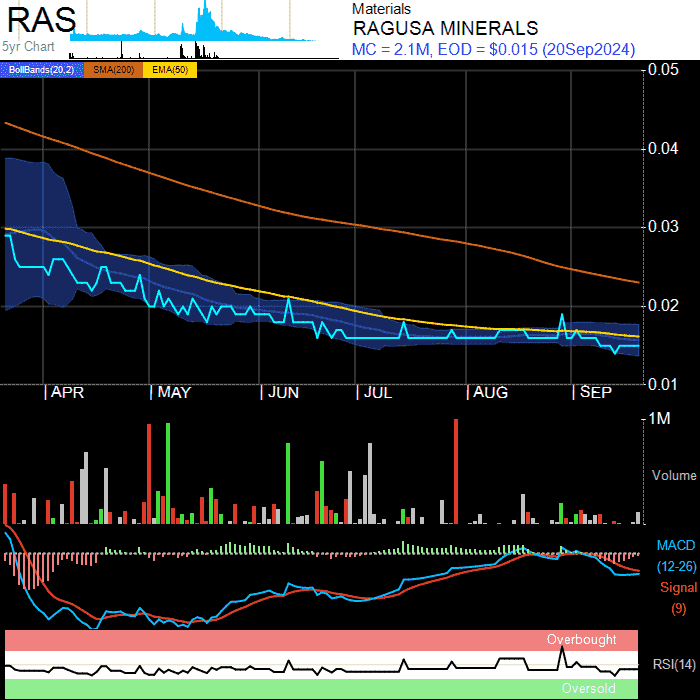 RAS
5yr Chart
Materials
RAGUSA MINERALS
MC = 2.1M, EOD = $0.015 (20Sep2024)
BollBands(20,2) SMA(200) EMA(50)
0.05
0.04
0.03
0.02
0.01
| APR | MAY | JUN | JUL | AUG | SEP
1M
Volume
MACD
(12-26)
Signal
(9)
Overbought
RSI(14)
Oversold